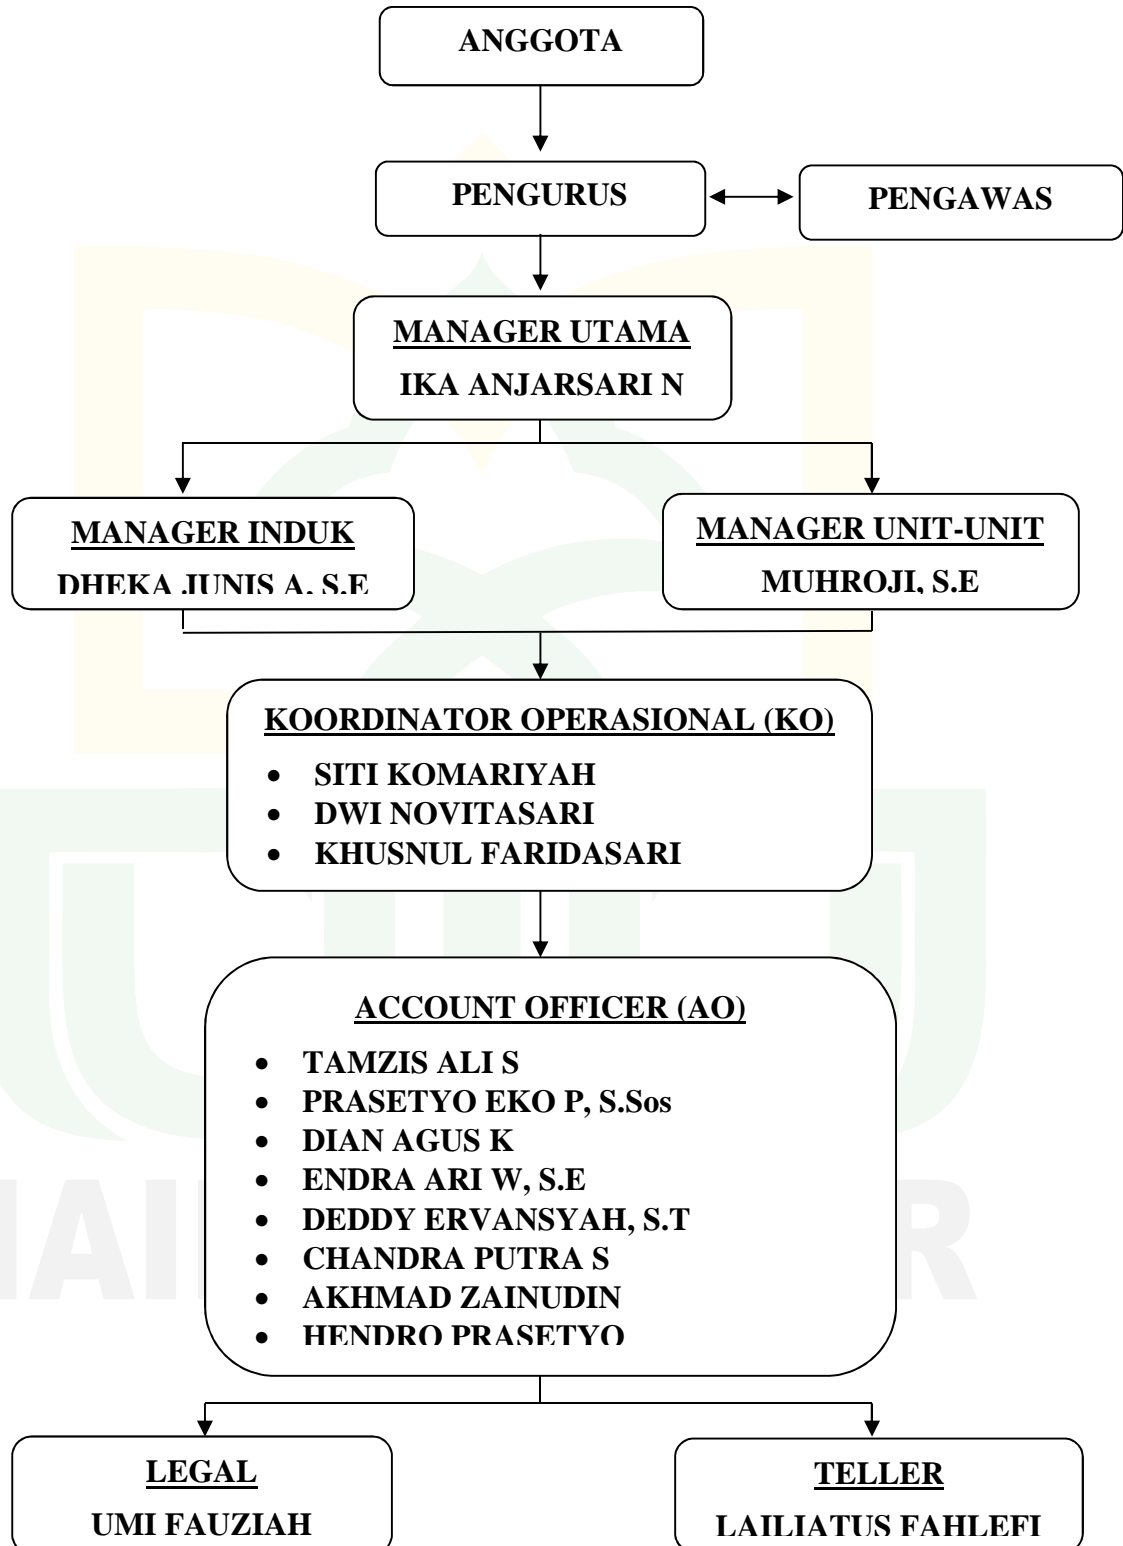 ANGGOTA
PENGURUS
PENGAWAS
MANAGER UTAMA
IKA ANJARSARI N
MANAGER INDUK
DHEKA JUNIS A, S.E
MANAGER UNIT-UNIT
MUHROJI, S.E
KOORDINATOR OPERASIONAL (KO)
• SITI KOMARIYAH
• DWI NOVITASARI
• KHUSNUL FARIDASARI
ACCOUNT OFFICER (AO)
• TAMZIS ALI S
• PRASETYO EKO P, S.Sos
• DIAN AGUS K
• ENDRA ARI W, S.E
• DEDDY ERVANSYAH, S.T
• CHANDRA PUTRA S
• AKHMAD ZAINUDIN
• HENDRO PRASETYO
LEGAL
UMI FAUZIAH
TELLER
LAILIATUS FAHLEFI